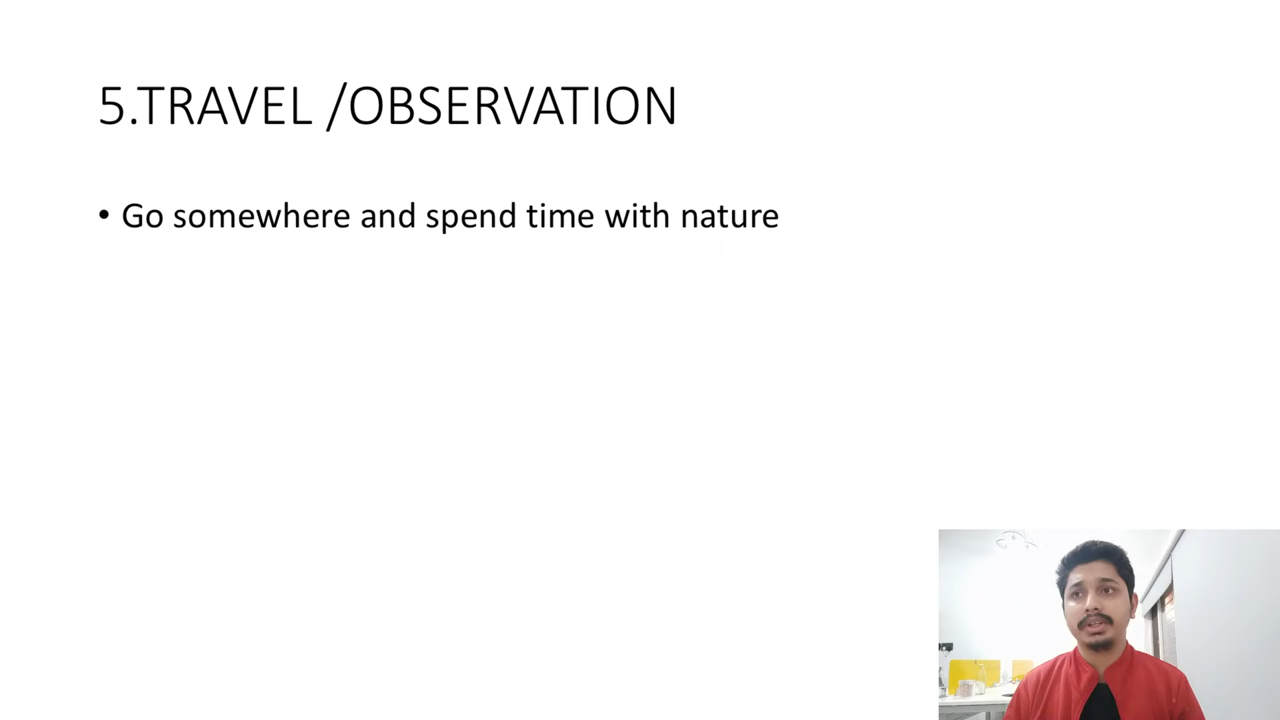 5.TRAVEL /OBSERVATION
• Go somewhere and spend time with nature